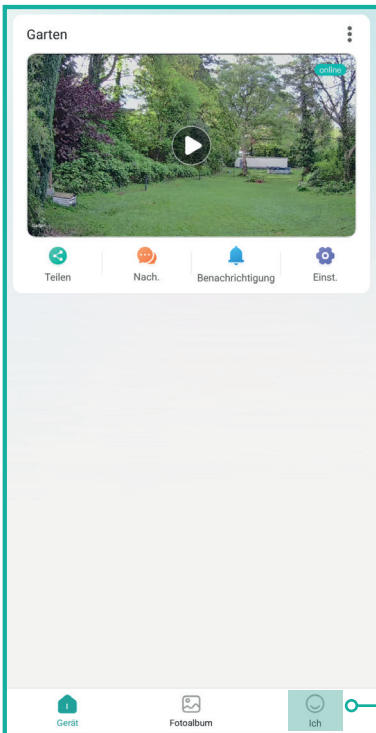 Garten
online
Teilen
Nach.
Benachrichtigung
Einst.
Gerät
Fotoalbum
Ich